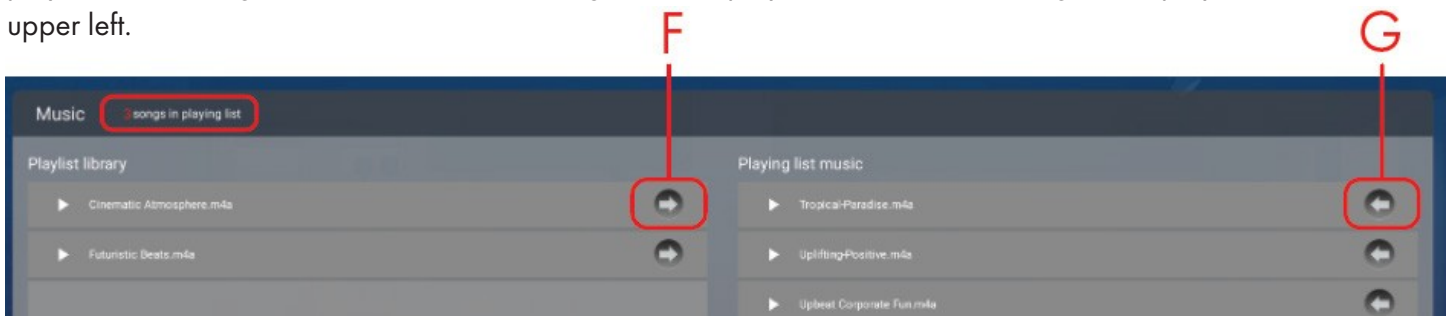 upper left.
F
G
Music 3 songs in playing list
Playlist library
Playing list music
Cinematic Atmosphere.m4a
Tropical-Paradise.m4a
Futuristic Beats.m4a
Uplifting-Positive.m4a
Upbeat Corporate Fun.m4a